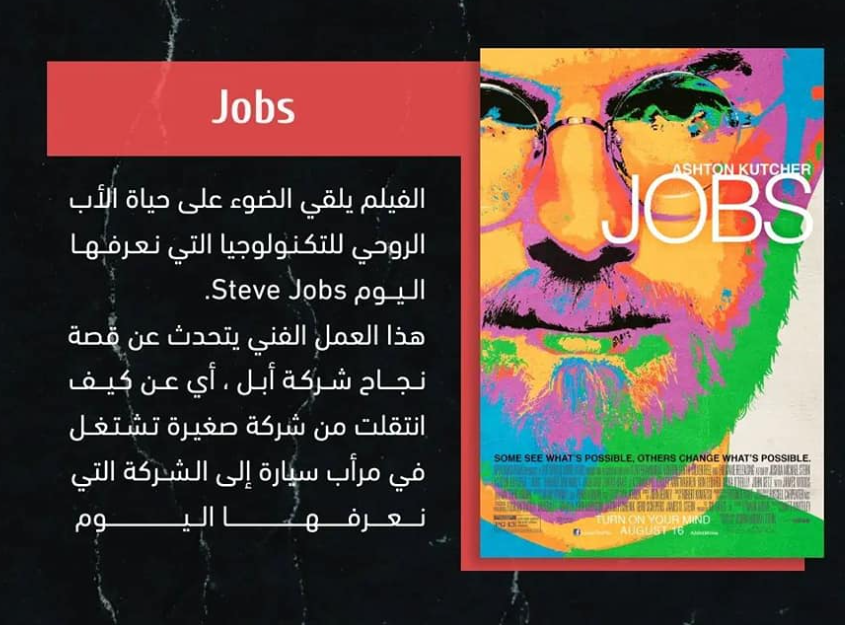 Jobs
الفيلم يلقي الضوء على حياة الأب
الروحي للتكنولوجيا التي نعرفها
اليوم Steve Jobs.
هذا العمل الفني يتحدث عن قصة
نجاح شركة أبل ، أي عن كيف
انتقلت من شركة صغيرة تشتغل
في مرأب سيارة إلى الشركة التي
نعرفها اليوم
ASHTON KUTCHER
JOBS
SOME SEE WHAT'S POSSIBLE, OTHERS CHANGE WHAT'S POSSIBLE.
TURN ON YOUR MIND
AUGUST 16